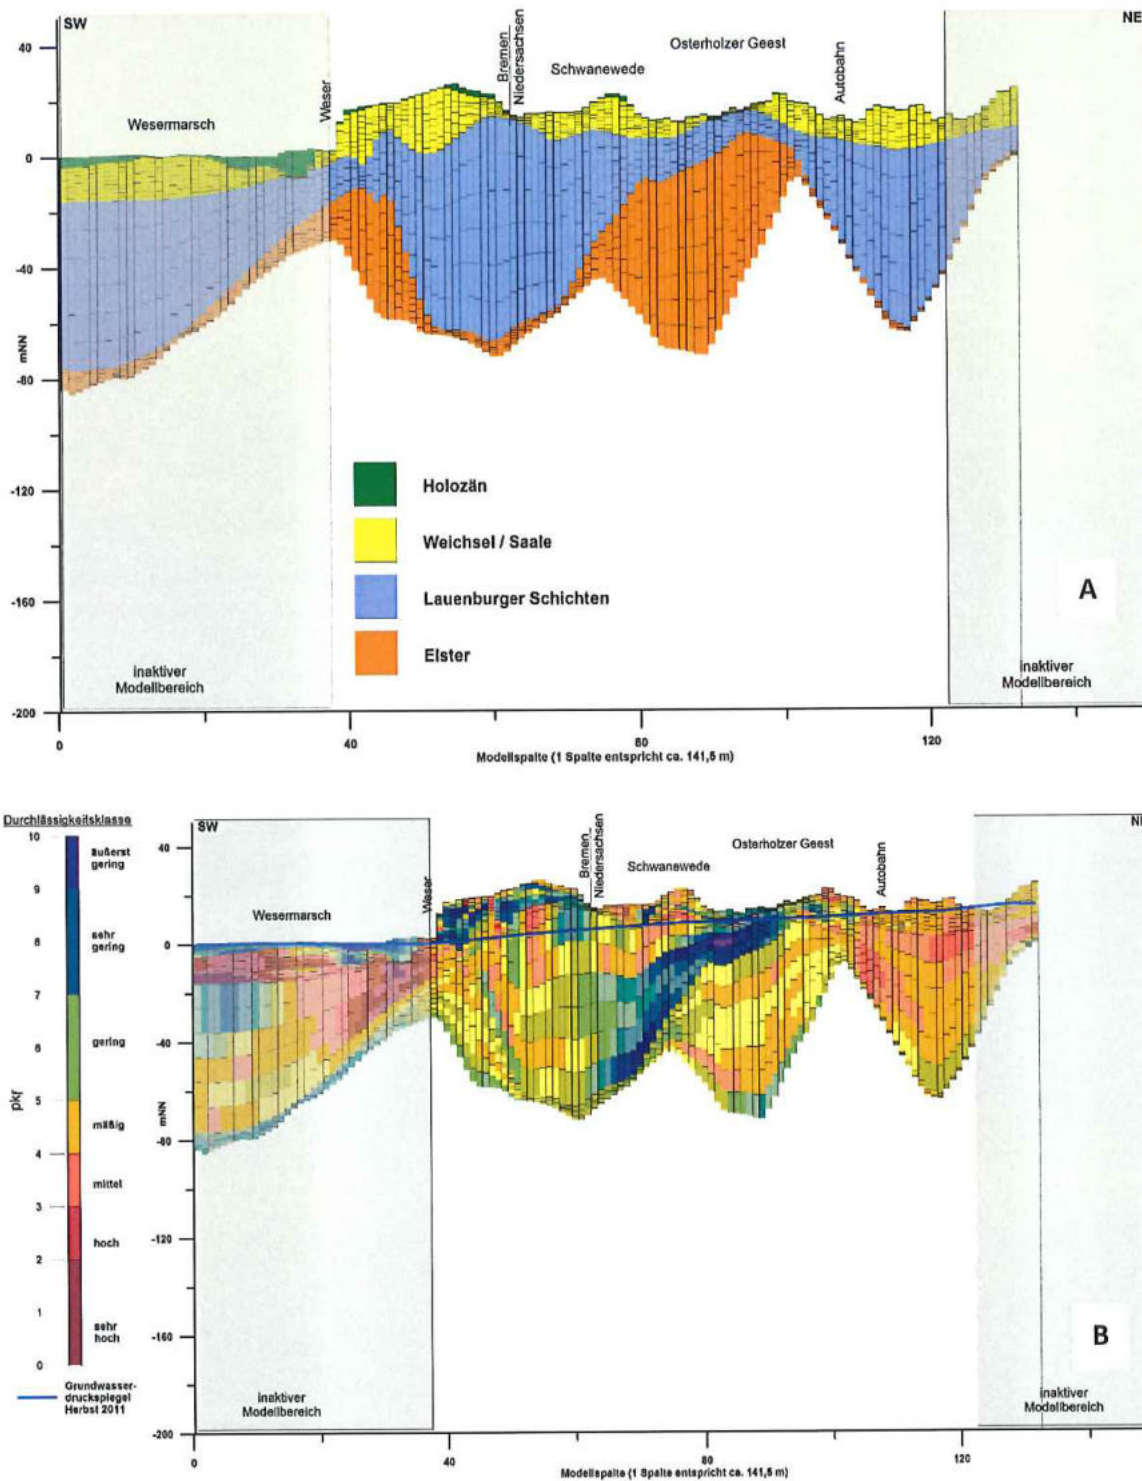 SW
NE
40
0
-40
mNN
-80
-120
-160
-200
Wesermarsch
Weser
Bremen
Niedersachsen
Schwanewede
Osterholzer Geest
Autobahn
Holozän
Weichsel / Saale
Lauenburger Schichten
Elster
A
inaktiver
Modellbereich
inaktiver
Modellbereich
0
40
80
120
Modellspalte (1 Spalte entspricht ca. 141,5 m)
Durchlässigkeitsklasse
10
äußerst
gering
9
sehr
gering
8
7
gering
6
5
mäßig
4
mittel
3
hoch
2
1
sehr
hoch
0
pkf
Grundwasser-
druckspiegel
Herbst 2011
SW
40
0
-40
mNN
-80
-120
-160
-200
Wesermarsch
Weser
Bremen
Niedersachsen
Schwanewede
Osterholzer Geest
Autobahn
B
inaktiver
Modellbereich
inaktiver
Modellbereich
0
40
80
120
Modellspalte (1 Spalte entspricht ca. 141,5 m)